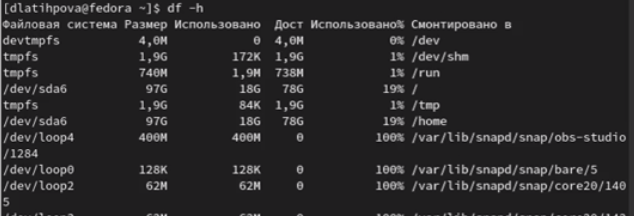 [dlatihpova@fedora ~]$ df -h
Файловая система Размер Использовано Дост Использовано% Смонтировано в
devtmpfs 4,0M 0 4,0M 0% /dev
tmpfs 1,9G 172K 1,9G 1% /dev/shm
tmpfs 740M 1,9M 738M 1% /run
/dev/sda6 97G 18G 78G 19% /
tmpfs 1,9G 84K 1,9G 1% /tmp
/dev/sda6 97G 18G 78G 19% /home
/dev/loop4 400M 400M 0 100% /var/lib/snapd/snap/obs-studio
/1284
/dev/loop0 128K 128K 0 100% /var/lib/snapd/snap/bare/5
/dev/loop2 62M 62M 0 100% /var/lib/snapd/snap/core20/140
5